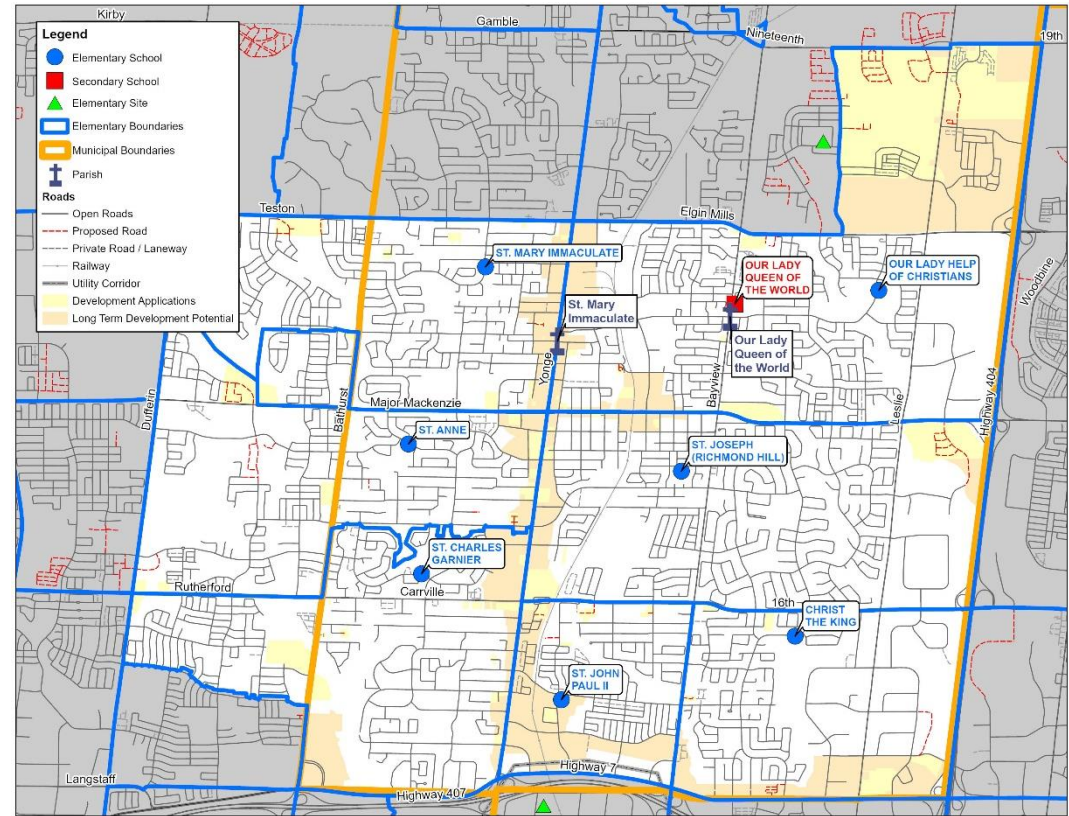 Kirby
Gamble
Nineteenth
19th
Legend
Elementary School
Secondary School
Elementary Site
Elementary Boundaries
Municipal Boundaries
Parish
Roads
Open Roads
Proposed Road
Private Road / Laneway
Railway
Utility Corridor
Development Applications
Long Term Development Potential
Teston
Elgin Mills
ST. MARY IMMACULATE
OUR LADY
QUEEN OF
THE WORLD
OUR LADY HELP
OF CHRISTIANS
Woodbine
St. Mary
Immaculate
Our Lady
Queen of
the World
Yonge
Bayview
Dufferin
Bathurst
Major Mackenzie
Leslie
Highway 404
ST. ANNE
ST. JOSEPH
(RICHMOND HILL)
ST. CHARLES
GARNIER
Rutherford
Carrville
16th
CHRIST
THE KING
ST. JOHN
PAUL II
Langstaff
Highway 7
Highway 407